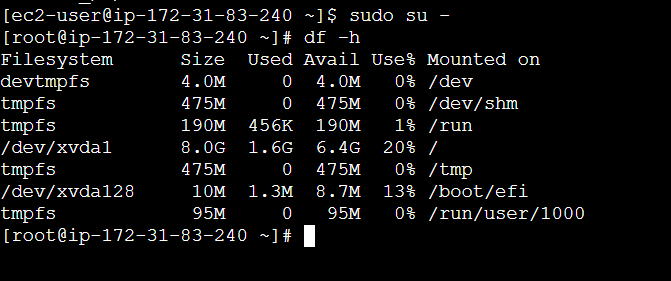 [ec2-user@ip-172-31-83-240 ~]$ sudo su -
[root@ip-172-31-83-240 ~]# df -h
Filesystem      Size  Used Avail Use% Mounted on
devtmpfs        4.0M     0  4.0M   0% /dev
tmpfs           475M     0  475M   0% /dev/shm
tmpfs           190M  456K  190M   1% /run
/dev/xvda1      8.0G  1.6G  6.4G  20% /
tmpfs           475M     0  475M   0% /tmp
/dev/xvda128     10M  1.3M  8.7M  13% /boot/efi
tmpfs            95M     0   95M   0% /run/user/1000
[root@ip-172-31-83-240 ~]#